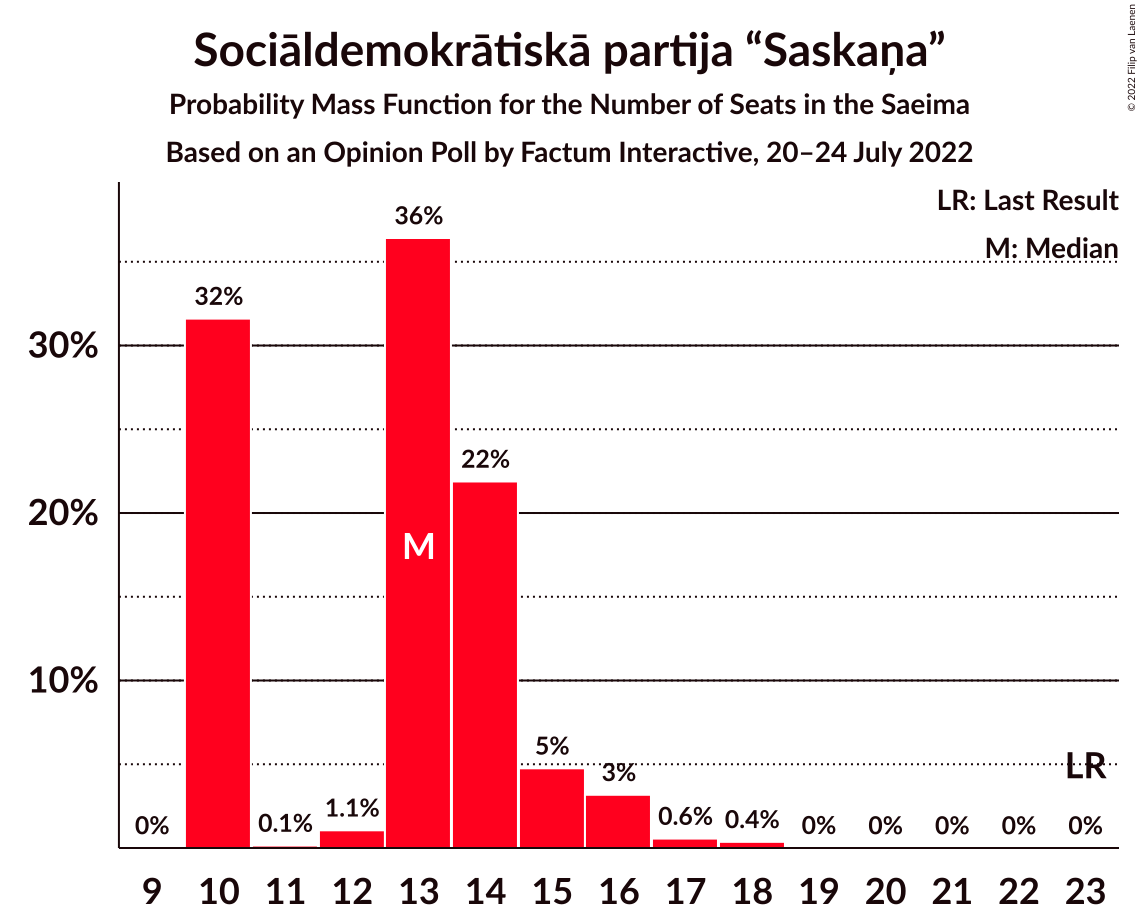 Sociāldemokrātiskā partija “Saskaņa”
Probability Mass Function for the Number of Seats in the Saeima
Based on an Opinion Poll by Factum Interactive, 20–24 July 2022
© 2022 Filip van Laenen
LR: Last Result
M: Median
36%
32%
30%
22%
20%
M
10%
5%
3%
LR
0%
0.1%
1.1%
0.6%
0.4%
0%
0%
0%
0%
0%
9 10 11 12 13 14 15 16 17 18 19 20 21 22 23